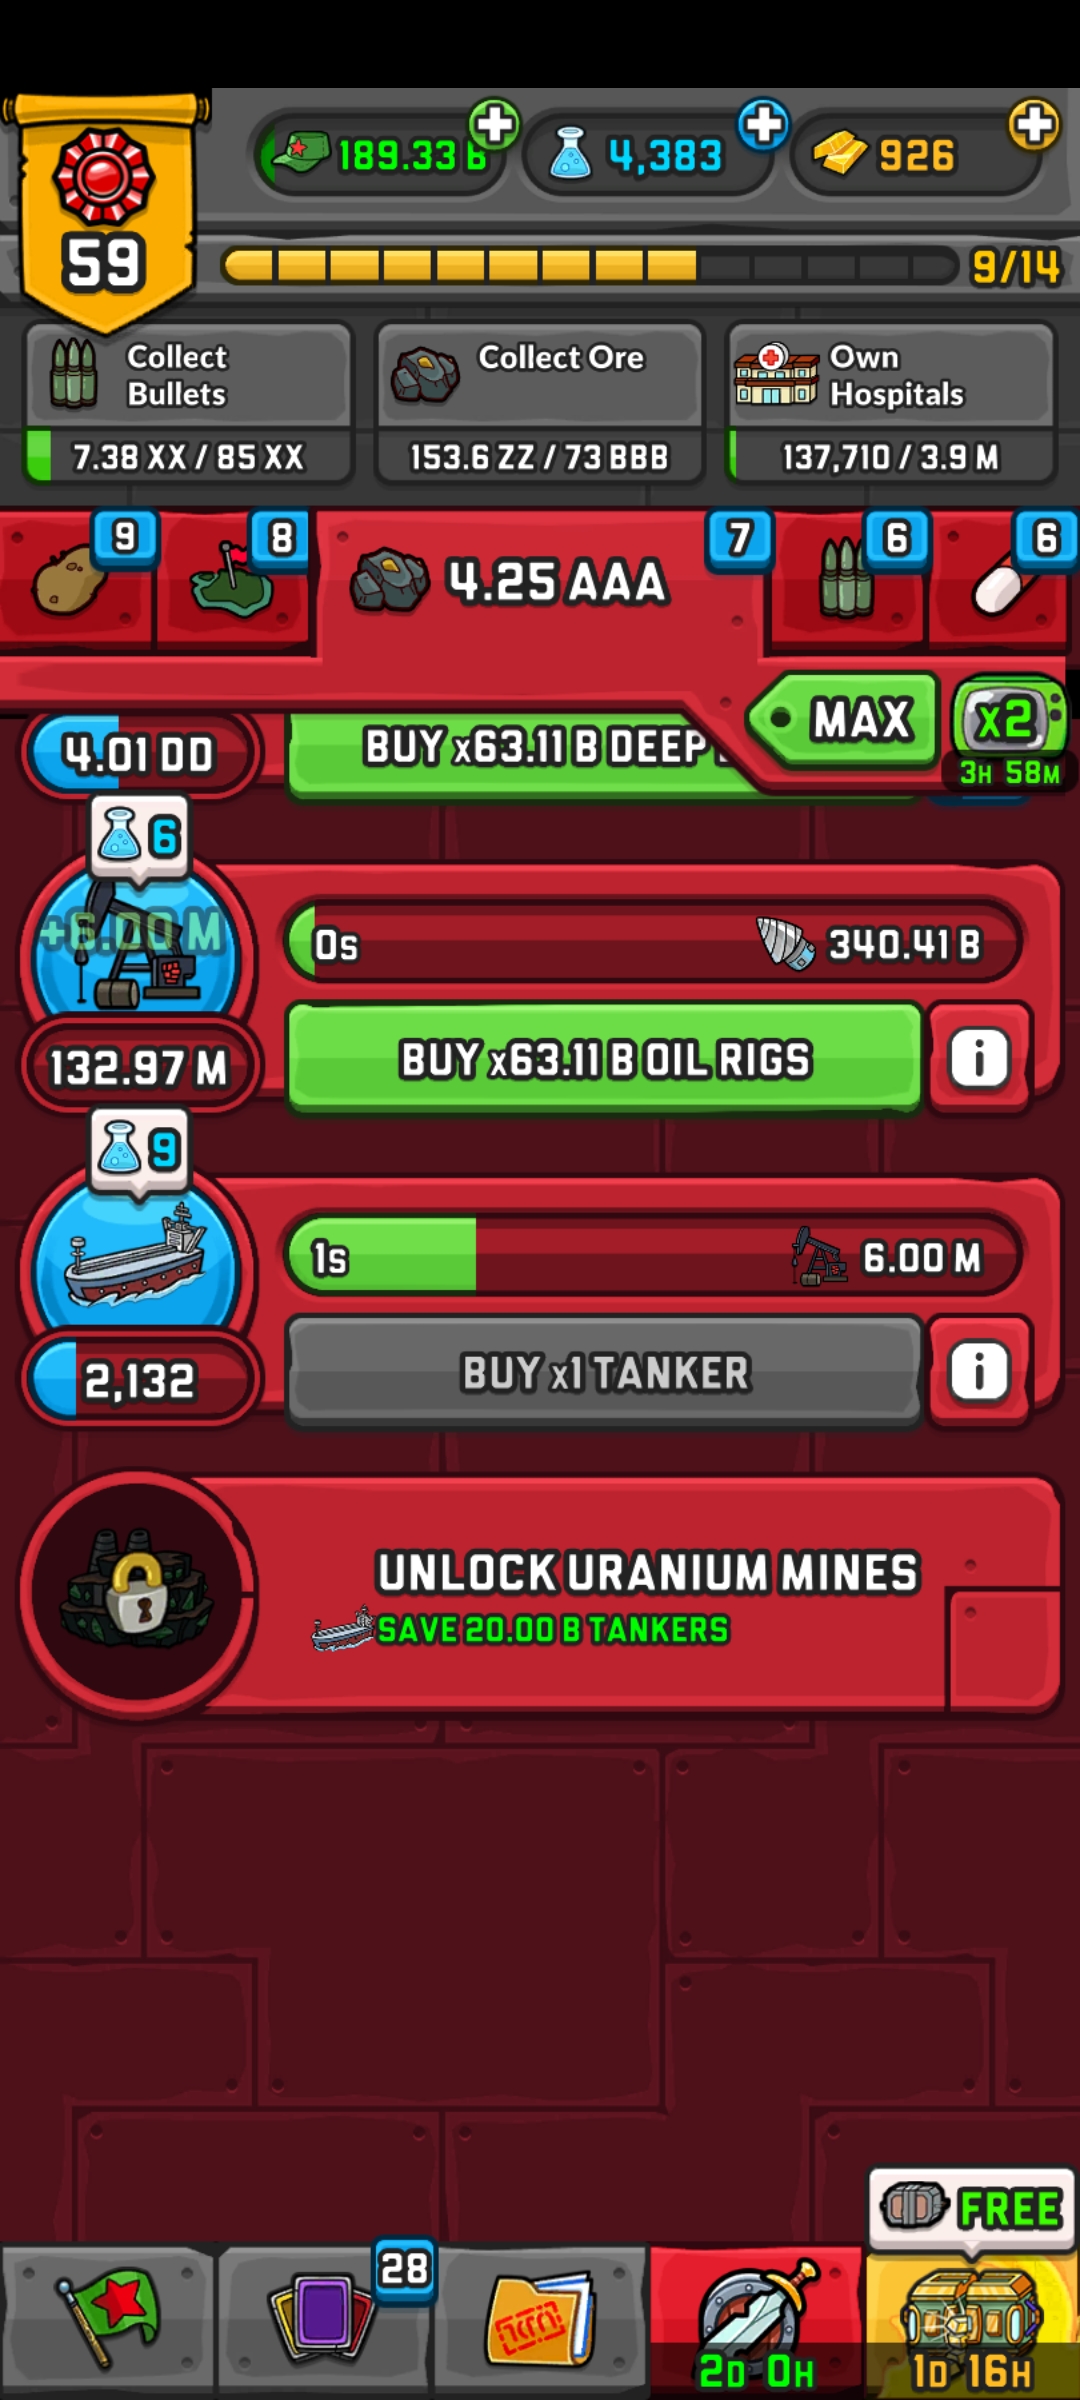 189.33 B
4,383
926
59
9/14
Collect
Bullets
7.38 XX / 85 XX
Collect Ore
153.6 ZZ / 73 BBB
Own
Hospitals
137,710 / 3.9 M
9
8
4.25 AAA
7
6
6
MAX
x2
3H 58M
4.01 DD
BUY x63.11 B DEEP
6
+6.00 M
0s
340.41 B
132.97 M
BUY x63.11 B OIL RIGS
i
9
1s
6.00 M
2,132
BUY x1 TANKER
i
UNLOCK URANIUM MINES
SAVE 20.00 B TANKERS
FREE
28
2D 0H
1D 16H